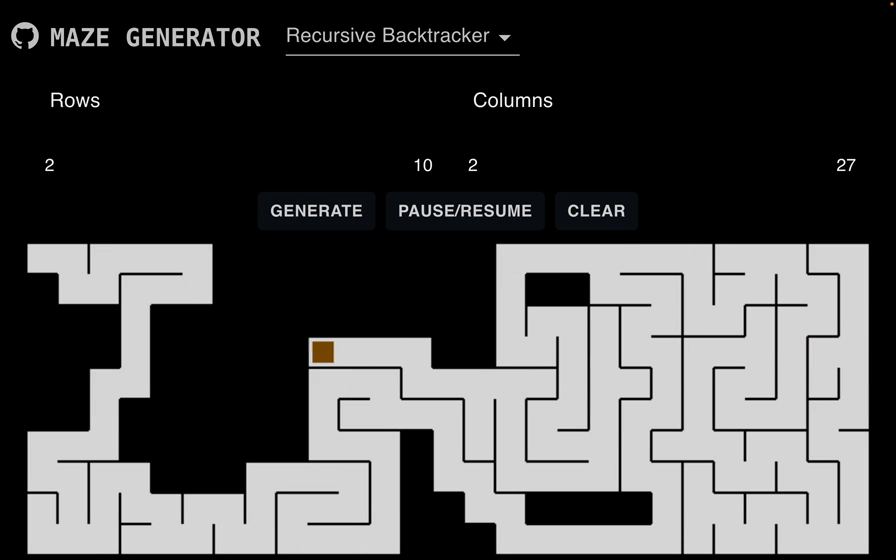 MAZE GENERATOR Recursive Backtracker
Rows Columns
2 10 2 27
GENERATE PAUSE/RESUME CLEAR